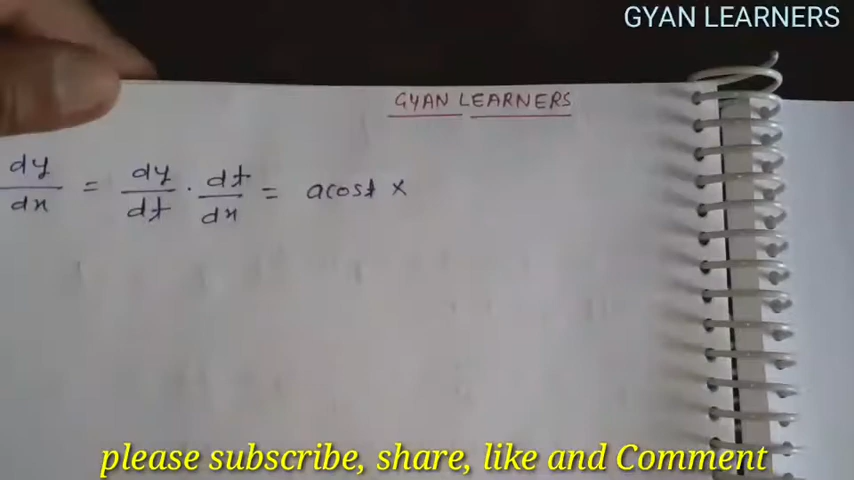 GYAN LEARNERS
GYAN LEARNERS
dy/dx = dy/dt · dt/dx = acost ×
please subscribe, share, like and Comment